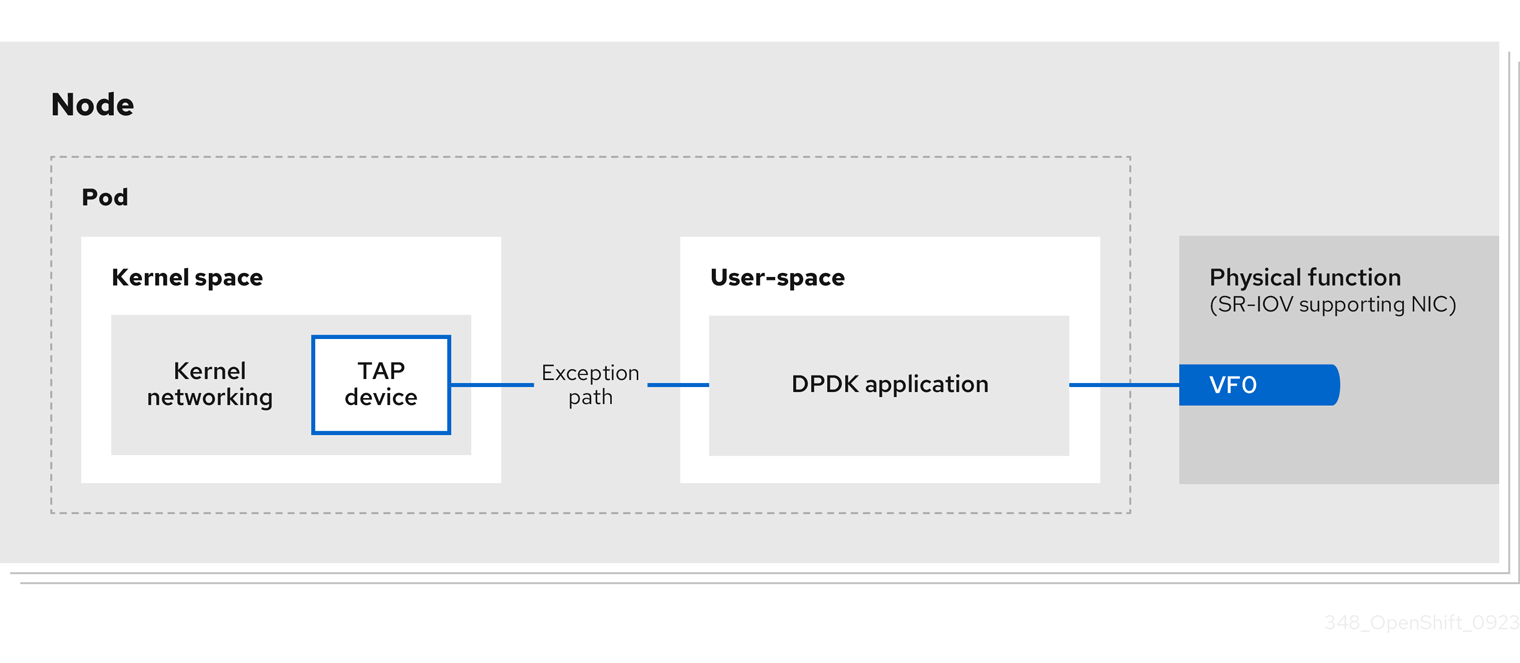 Node
Pod
Kernel space
Kernel
networking
TAP
device
Exception
path
User-space
DPDK application
Physical function
(SR-IOV supporting NIC)
VF0
348_OpenShift_0923